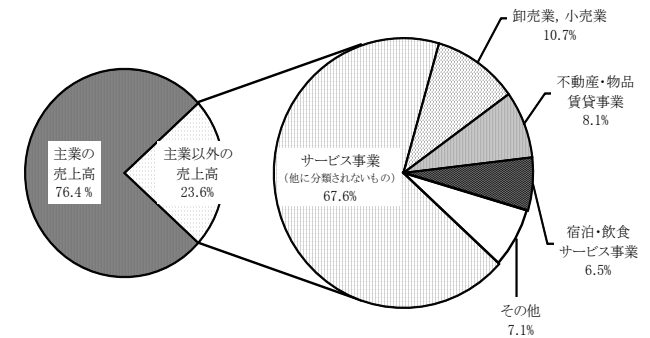 主業の
売上高
76.4%
主業以外の
売上高
23.6%
サービス事業
(他に分類されないもの)
67.6%
卸売業, 小売業
10.7%
不動産・物品
賃貸事業
8.1%
宿泊・飲食
サービス事業
6.5%
その他
7.1%